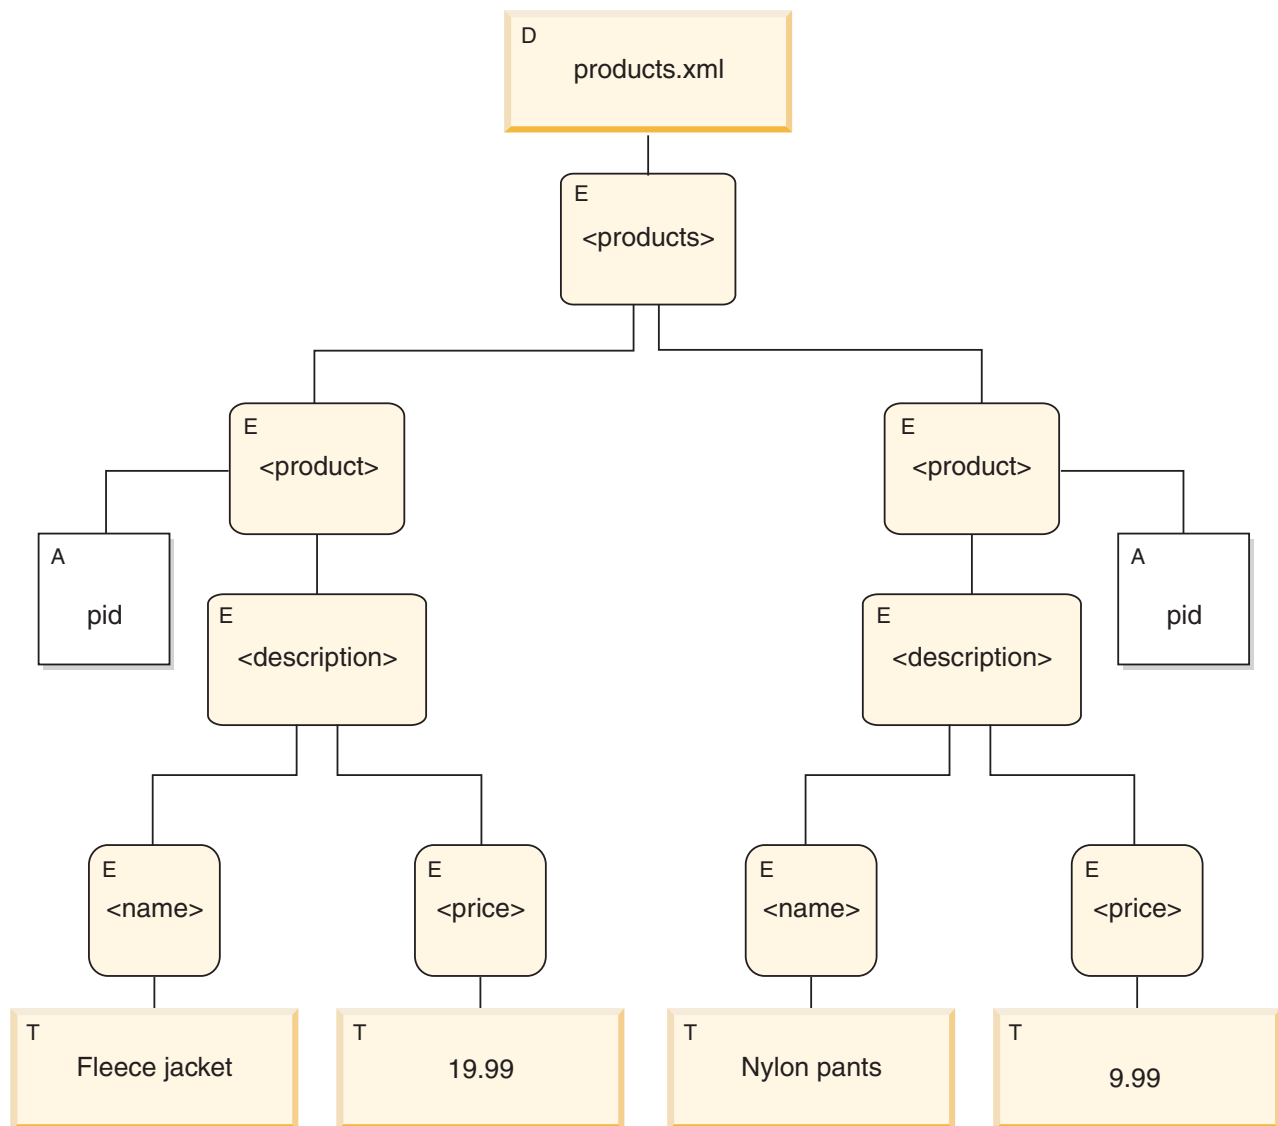 D
products.xml
E
<products>
E
<product>
E
<product>
A
pid
A
pid
E
<description>
E
<description>
E
<name>
E
<price>
E
<name>
E
<price>
T
Fleece jacket
T
19.99
T
Nylon pants
T
9.99